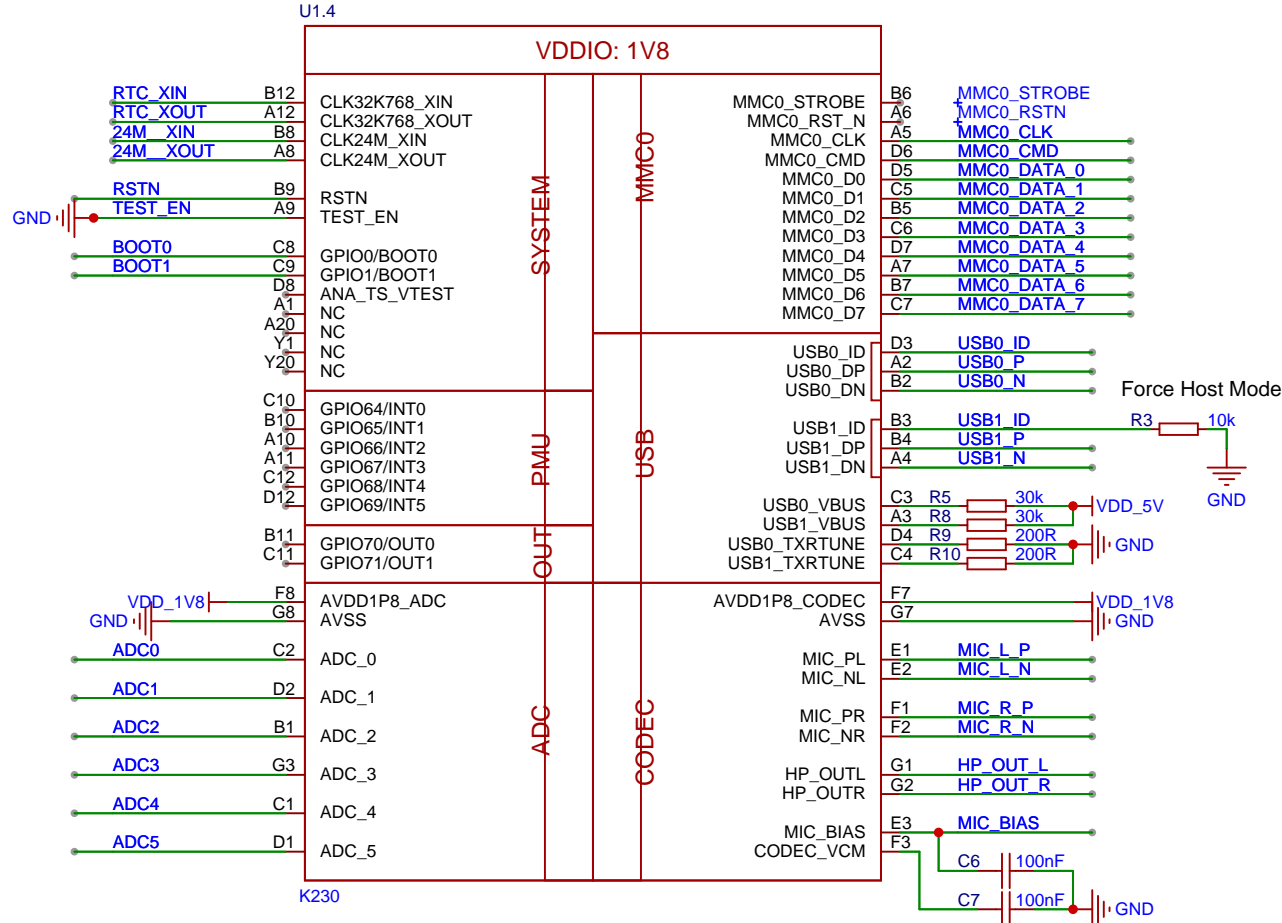 U1.4
VDDIO: 1V8
SYSTEM
PMU
OUT
ADC
MMC0
USB
CODEC
RTC_XIN B12 CLK32K768_XIN
RTC_XOUT A12 CLK32K768_XOUT
24M__XIN B8 CLK24M_XIN
24M__XOUT A8 CLK24M_XOUT
RSTN B9 RSTN
GND TEST_EN A9 TEST_EN
BOOT0 C8 GPIO0/BOOT0
BOOT1 C9 GPIO1/BOOT1
D8 ANA_TS_VTEST
A1 NC
A20 NC
Y1 NC
Y20 NC
C10 GPIO64/INT0
B10 GPIO65/INT1
A10 GPIO66/INT2
A11 GPIO67/INT3
C12 GPIO68/INT4
D12 GPIO69/INT5
B11 GPIO70/OUT0
C11 GPIO71/OUT1
VDD_1V8 F8 AVDD1P8_ADC
GND G8 AVSS
ADC0 C2 ADC_0
ADC1 D2 ADC_1
ADC2 B1 ADC_2
ADC3 G3 ADC_3
ADC4 C1 ADC_4
ADC5 D1 ADC_5
MMC0_STROBE B6 MMC0_STROBE
MMC0_RST_N A6 MMC0_RSTN
MMC0_CLK A5 MMC0_CLK
MMC0_CMD D6 MMC0_CMD
MMC0_D0 D5 MMC0_DATA_0
MMC0_D1 C5 MMC0_DATA_1
MMC0_D2 B5 MMC0_DATA_2
MMC0_D3 C6 MMC0_DATA_3
MMC0_D4 D7 MMC0_DATA_4
MMC0_D5 A7 MMC0_DATA_5
MMC0_D6 B7 MMC0_DATA_6
MMC0_D7 C7 MMC0_DATA_7
USB0_ID D3 USB0_ID
USB0_DP A2 USB0_P
USB0_DN B2 USB0_N
Force Host Mode
USB1_ID B3 USB1_ID R3 10k
USB1_DP B4 USB1_P
USB1_DN A4 USB1_N
GND
USB0_VBUS C3 R5 30k VDD_5V
USB1_VBUS A3 R8 30k
USB0_TXRTUNE D4 R9 200R GND
USB1_TXRTUNE C4 R10 200R
AVDD1P8_CODEC F7 VDD_1V8
AVSS G7 GND
MIC_PL E1 MIC_L_P
MIC_NL E2 MIC_L_N
MIC_PR F1 MIC_R_P
MIC_NR F2 MIC_R_N
HP_OUTL G1 HP_OUT_L
HP_OUTR G2 HP_OUT_R
MIC_BIAS E3 MIC_BIAS
CODEC_VCM F3
C6 100nF
C7 100nF GND
K230